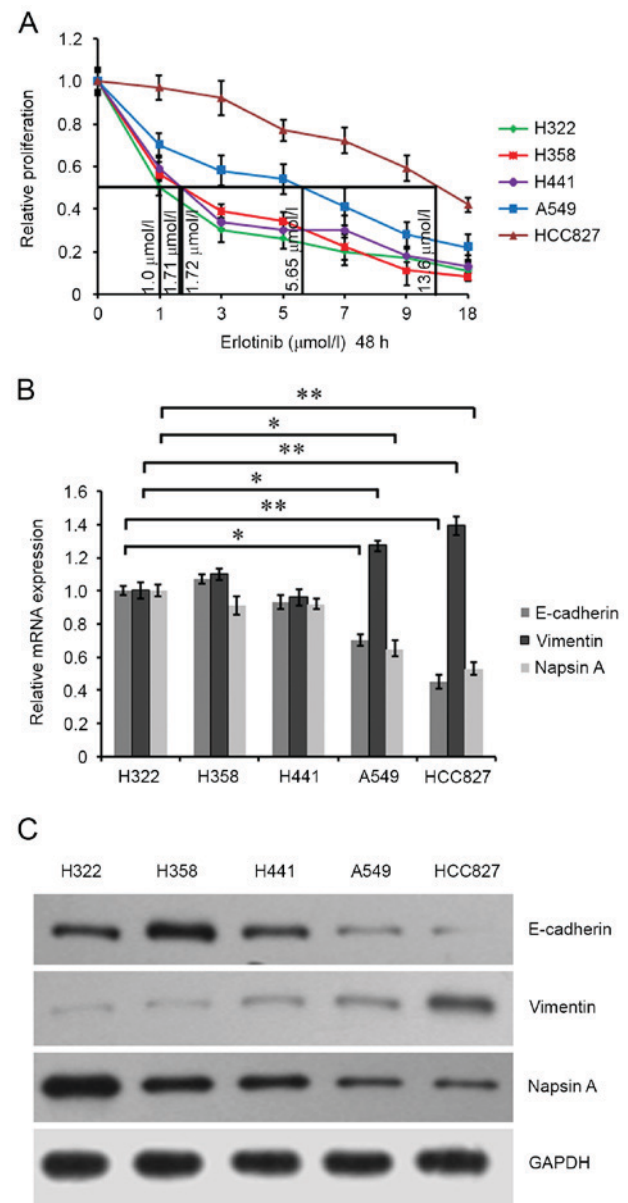 A
1.2
1.0
0.8
0.6
0.4
0.2
0
Relative proliferation
1.0 μmol/l
1.71 μmol/l
1.72 μmol/l
5.65 μmol/l
13.6 μmol/l
0 1 3 5 7 9 18
Erlotinib (μmol/l) 48 h
H322
H358
H441
A549
HCC827
B
**
*
**
*
**
*
1.6
1.4
1.2
1.0
0.8
0.6
0.4
0.2
0
Relative mRNA expression
H322 H358 H441 A549 HCC827
E-cadherin
Vimentin
Napsin A
C
H322 H358 H441 A549 HCC827
E-cadherin
Vimentin
Napsin A
GAPDH